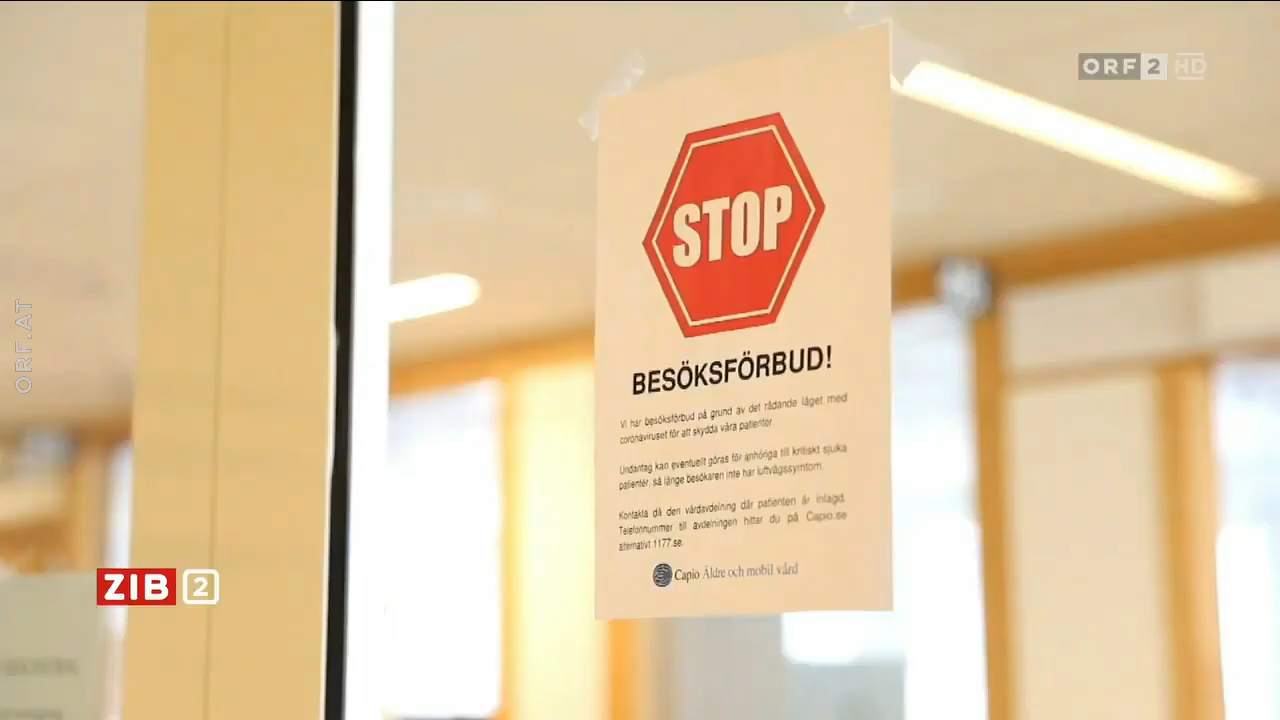 ORF 2 HD
STOP
BESÖKSFÖRBUD!
Vi har besöksförbud på grund av det rådande läget med
coronaviruset för att skydda våra patienter
Undantag kan eventuellt göras för anhöriga till kritiskt sjuka
patienter, så länge besökaren inte har luftvägssymtom.
Kontakta då den vårdavdelning där patienten är inlagd.
Telefonnummer till avdelningen hittar du på Capio.se
alternativt 1177.se.
Capio Äldre och mobil vård
ORF.AT
ZIB 2